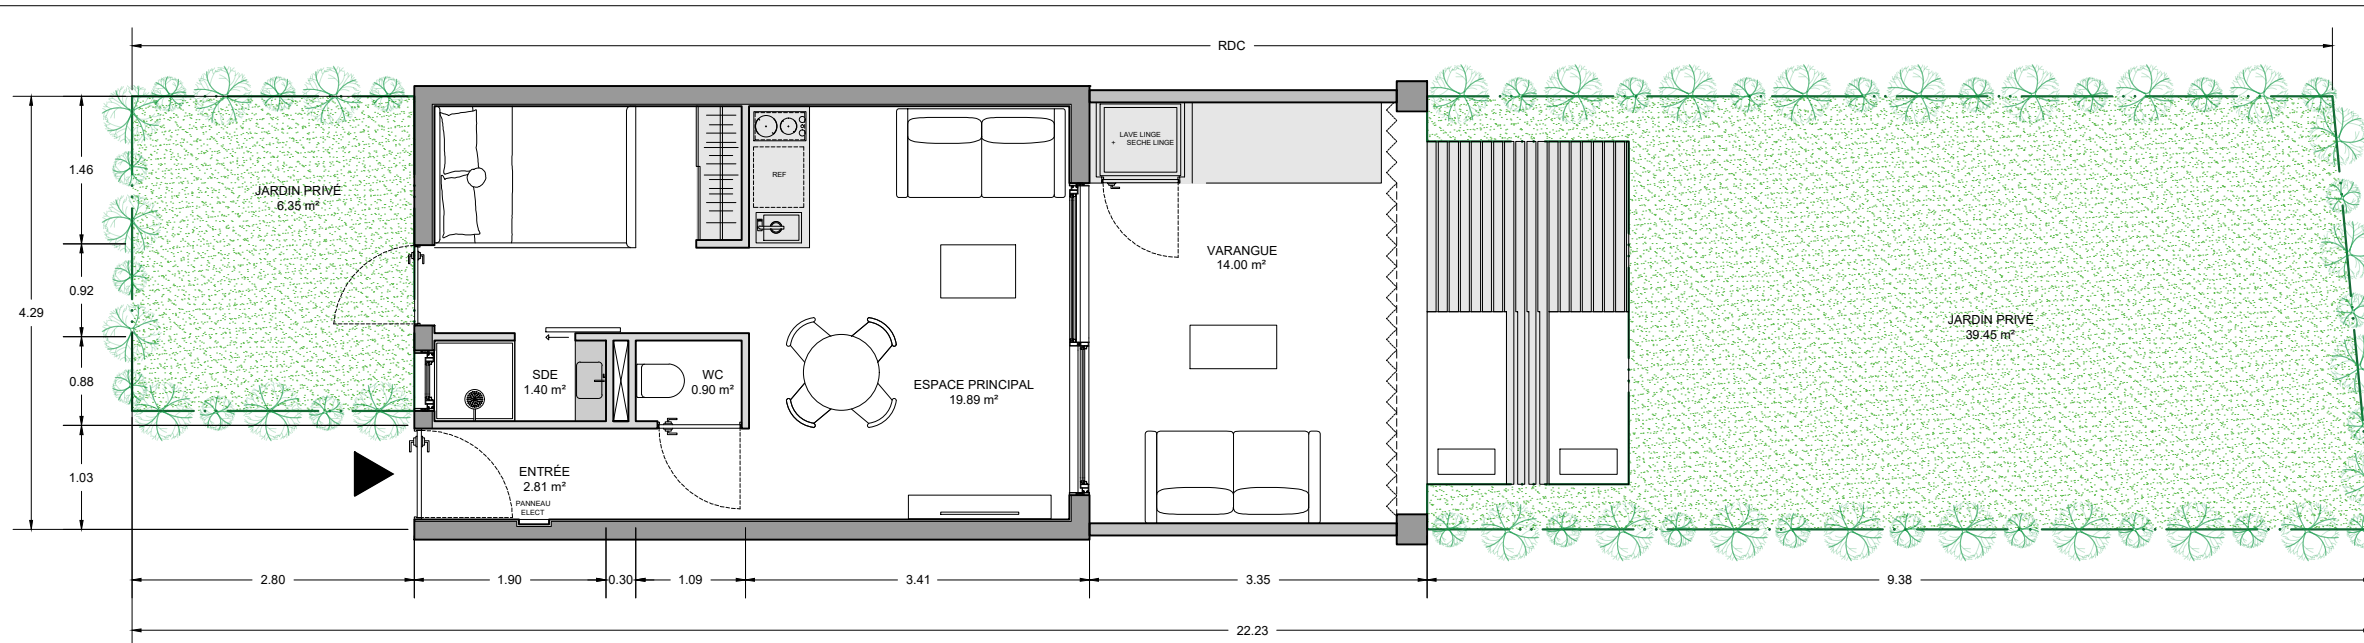 RDC
1.46
0.92
0.88
1.03
4.29
JARDIN PRIVÉ
6.35 m²
REF
LAVE LINGE
+ SECHE LINGE
VARANGUE
14.00 m²
JARDIN PRIVÉ
39.45 m²
SDE
1.40 m²
WC
0.90 m²
ESPACE PRINCIPAL
19.89 m²
ENTRÉE
2.81 m²
PANNEAU
ELECT
2.80
1.90
0.30
1.09
3.41
3.35
9.38
22.23